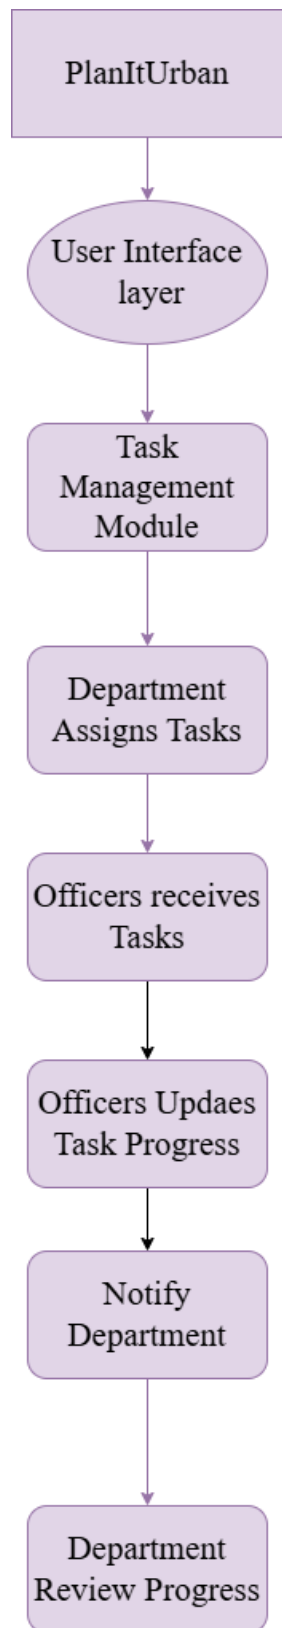 PlanItUrban
User Interface
layer
Task
Management
Module
Department
Assigns Tasks
Officers receives
Tasks
Officers Updaes
Task Progress
Notify
Department
Department
Review Progress